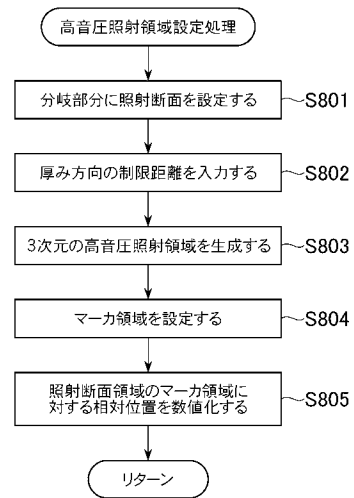 高音圧照射領域設定処理
分岐部分に照射断面を設定する
S801
厚み方向の制限距離を入力する
S802
3次元の高音圧照射領域を生成する
S803
マーカ領域を設定する
S804
照射断面領域のマーカ領域に
対する相対位置を数値化する
S805
リターン